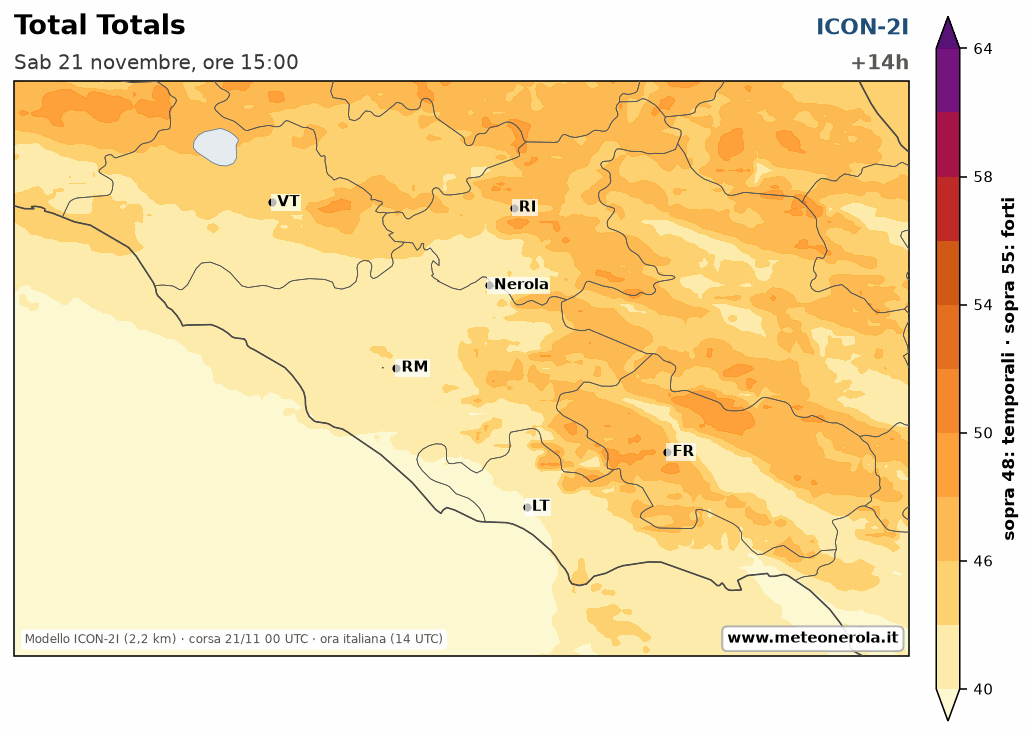 Total Totals
ICON-2I
Sab 21 novembre, ore 15:00
+14h
64
58
54
50
46
40
sopra 48: temporali · sopra 55: forti
VT
RI
Nerola
RM
FR
LT
Modello ICON-2I (2,2 km) · corsa 21/11 00 UTC · ora italiana (14 UTC)
www.meteonerola.it